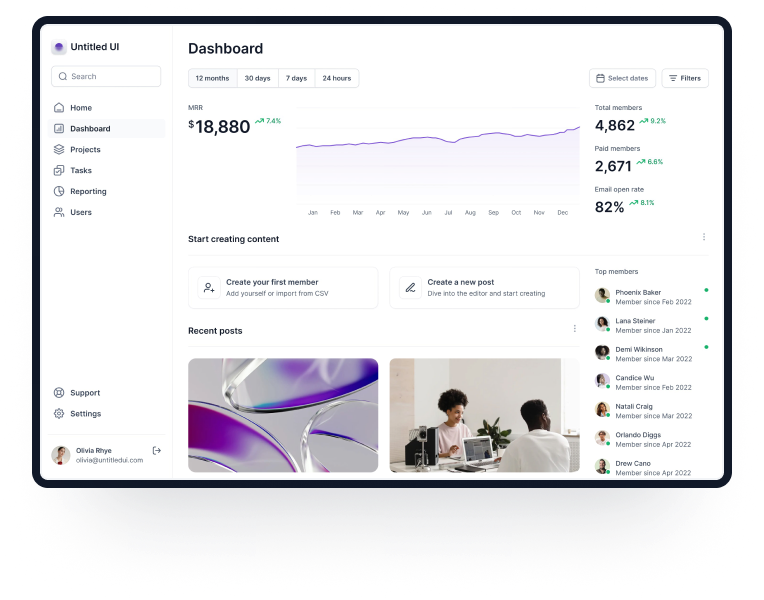 Untitled UI
Search
Home
Dashboard
Projects
Tasks
Reporting
Users
Support
Settings
Olivia Rhye
olivia@untitledui.com
Dashboard
12 months 30 days 7 days 24 hours
Select dates Filters
MRR
$18,880 7.4%
Jan Feb Mar Apr May Jun Jul Aug Sep Oct Nov Dec
Total members
4,862 9.2%
Paid members
2,671 6.6%
Email open rate
82% 8.1%
Start creating content
Create your first member
Add yourself or import from CSV
Create a new post
Dive into the editor and start creating
Recent posts
Top members
Phoenix Baker
Member since Feb 2022
Lana Steiner
Member since Jan 2022
Demi Wikinson
Member since Mar 2022
Candice Wu
Member since Feb 2022
Natali Craig
Member since Mar 2022
Orlando Diggs
Member since Apr 2022
Drew Cano
Member since Apr 2022